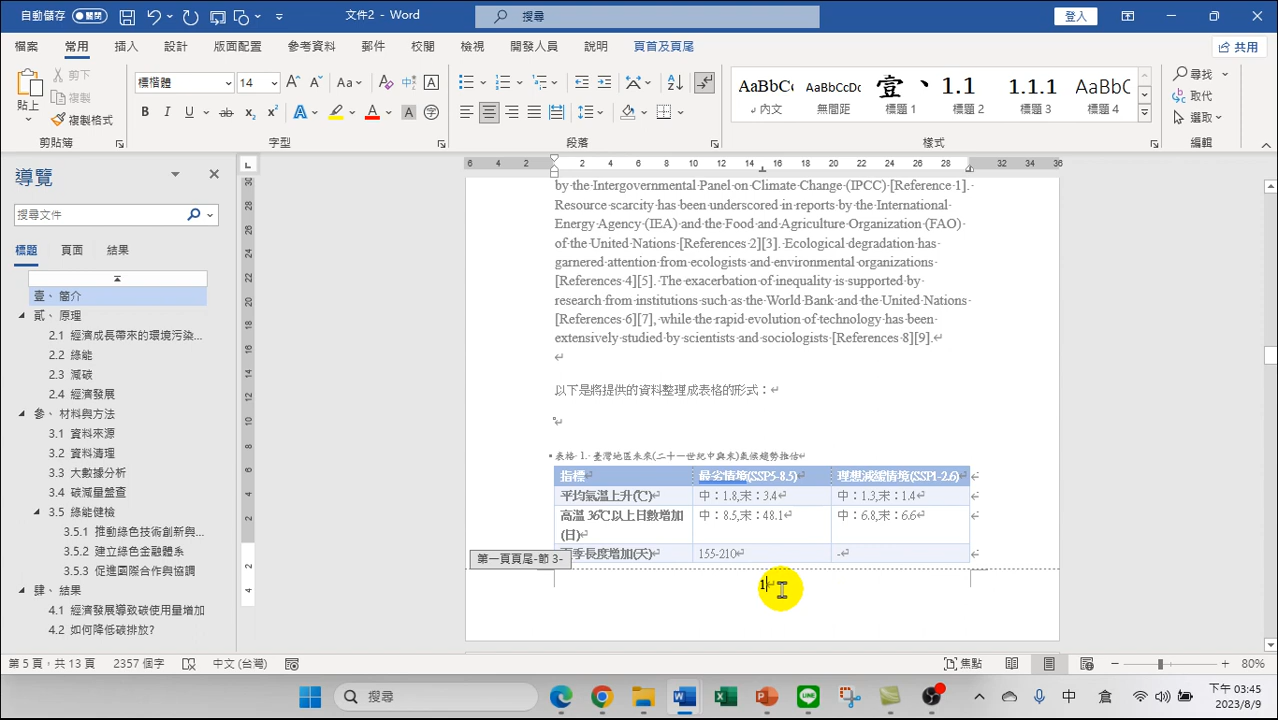 自動儲存 關閉 文件2 - Word 搜尋 登入
檔案 常用 插入 設計 版面配置 參考資料 郵件 校閱 檢視 開發人員 說明 頁首及頁尾 共用
貼上 剪下 複製 複製格式 剪貼簿
標楷體 14 字型
段落
AaBbCc AaBbCcDc 壹、 1.1 1.1.1 AaBbC
內文 無間距 標題 1 標題 2 標題 3 標題 4
樣式
尋找 取代 選取 編輯
導覽
搜尋文件
標題 頁面 結果
壹、 簡介
貳、 原理
2.1 經濟成長帶來的環境污染...
2.2 綠能
2.3 減碳
2.4 經濟發展
參、 材料與方法
3.1 資料來源
3.2 資料清理
3.3 大數據分析
3.4 碳減量盤查
3.5 綠能健檢
3.5.1 推動綠色技術創新與...
3.5.2 建立綠色金融體系
3.5.3 促進國際合作與協調
肆、 結果
4.1 經濟發展導致碳使用量增加
4.2 如何降低碳排放?
6 4 2 2 4 6 8 10 12 14 16 18 20 22 24 26 28 30 32 34 36
by the Intergovernmental Panel on Climate Change (IPCC) [Reference 1].
Resource scarcity has been underscored in reports by the International
Energy Agency (IEA) and the Food and Agriculture Organization (FAO)
of the United Nations [References 2][3]. Ecological degradation has
garnered attention from ecologists and environmental organizations
[References 4][5]. The exacerbation of inequality is supported by
research from institutions such as the World Bank and the United Nations
[References 6][7], while the rapid evolution of technology has been
extensively studied by scientists and sociologists [References 8][9].
以下是將提供的資料整理成表格的形式：
表格 1. 臺灣地區未來(二十一世紀中與末)氣候趨勢推估
指標 最劣情境(SSP5-8.5) 理想減緩情境(SSP1-2.6)
平均氣溫上升(℃) 中：1.8,末：3.4 中：1.3,末：1.4
高溫 36℃以上日數增加(日) 中：8.5,末：48.1 中：6.8,末：6.6
季長度增加(天) 155-210 -
第一頁頁尾-節 3-
1
第 5 頁，共 13 頁 2357 個字 中文 (台灣) 焦點 80%
搜尋 中 下午 03:45
2023/8/9